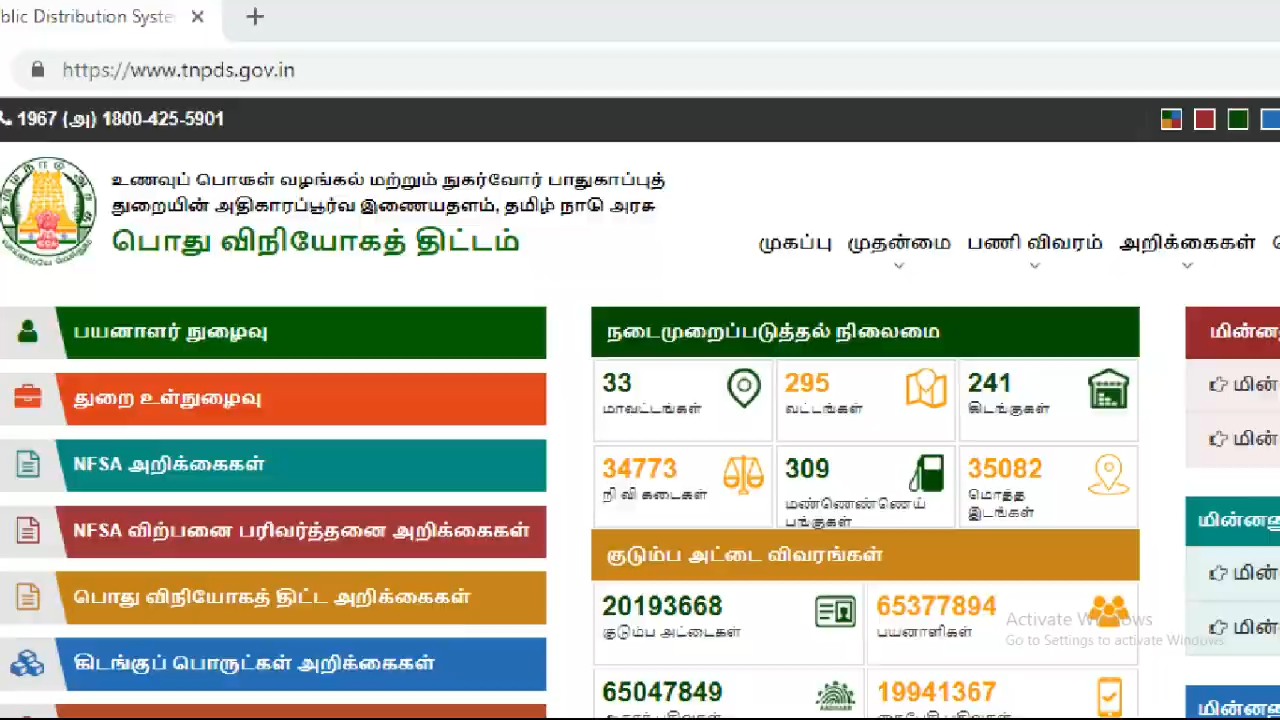 blic Distribution Syste
https://www.tnpds.gov.in
1967 (அ) 1800-425-5901
உணவுப் பொருள் வழங்கல் மற்றும் நுகர்வோர் பாதுகாப்புத்
துறையின் அதிகாரப்பூர்வ இணையதளம், தமிழ் நாடு அரசு
பொது விநியோகத் திட்டம்
முகப்பு முதன்மை பணி விவரம் அறிக்கைகள்
பயனாளர் நுழைவு
துறை உள்நுழைவு
NFSA அறிக்கைகள்
NFSA விற்பனை பரிவர்த்தனை அறிக்கைகள்
பொது விநியோகத் திட்ட அறிக்கைகள்
கிடங்குப் பொருட்கள் அறிக்கைகள்
நடைமுறைப்படுத்தல் நிலைமை
33
மாவட்டங்கள்
295
வட்டங்கள்
241
கிடங்குகள்
34773
நி வி கடைகள்
309
மண்ணெண்ணெய்
பங்குகள்
35082
மொத்த
இடங்கள்
குடும்ப அட்டை விவரங்கள்
20193668
குடும்ப அட்டைகள்
65377894
பயனாளிகள்
65047849
19941367
Activate Windows
Go to Settings to activate Windows
மின்ன
மின்
மின்
மின்னணு
மின்
மின்
மின்னணு